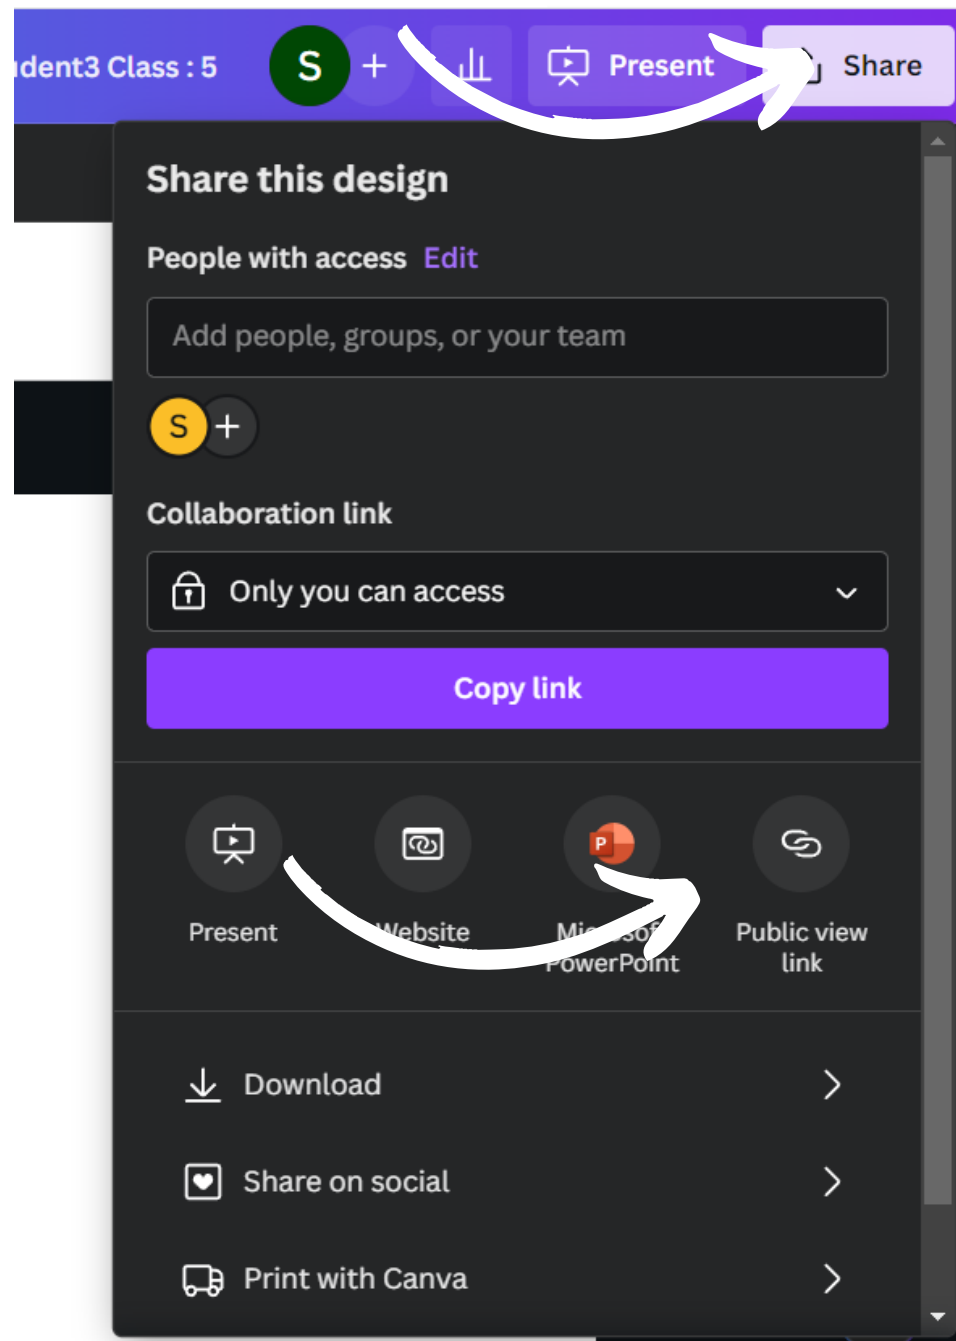 udent3 Class : 5
S
Present
Share
Share this design
People with access Edit
Add people, groups, or your team
S
Collaboration link
Only you can access
Copy link
P
Present
Website
Microsoft
PowerPoint
Public view
link
Download
Share on social
Print with Canva